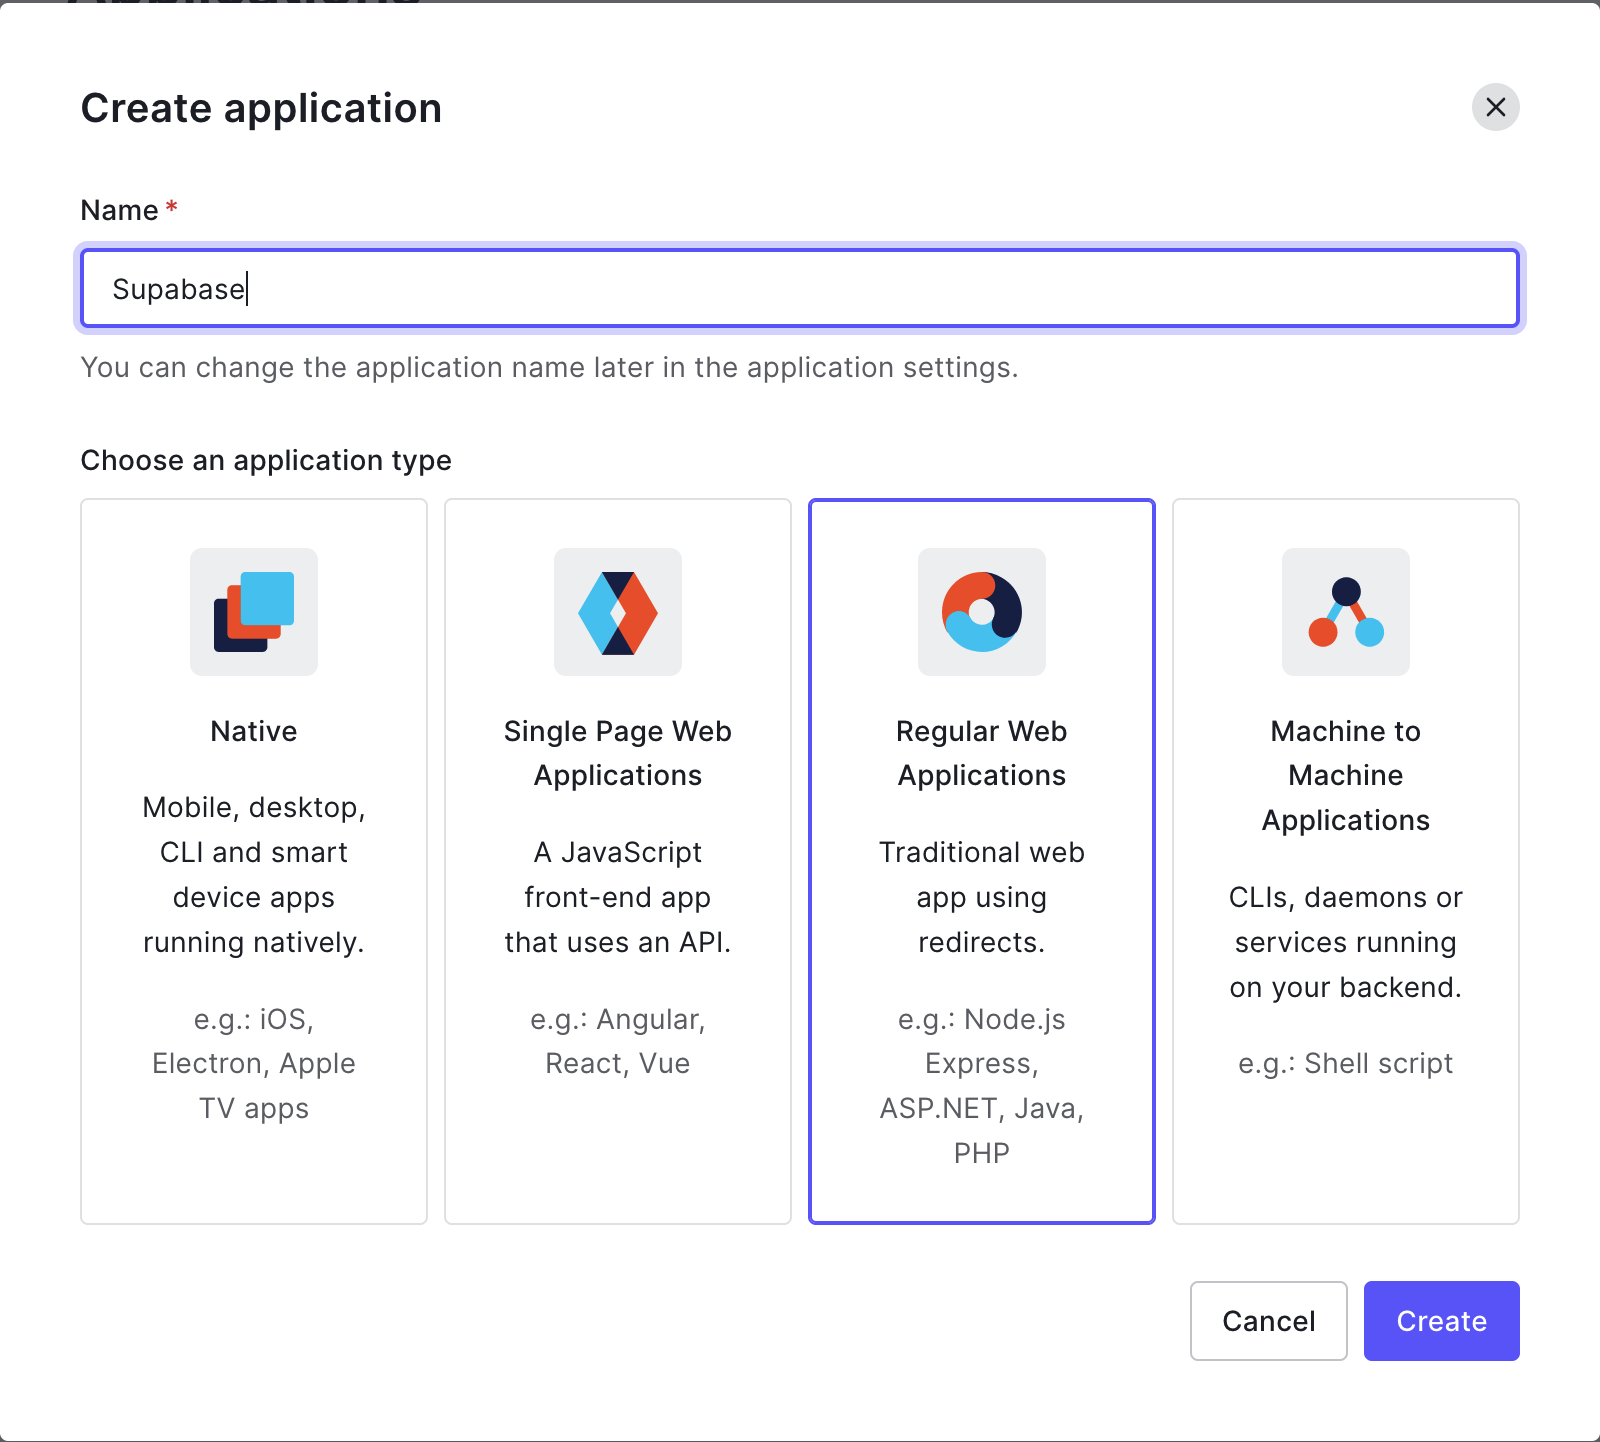 Create application
Name *
Supabase
You can change the application name later in the application settings.
Choose an application type
Native
Mobile, desktop,
CLI and smart
device apps
running natively.
e.g.: iOS,
Electron, Apple
TV apps
Single Page Web
Applications
A JavaScript
front-end app
that uses an API.
e.g.: Angular,
React, Vue
Regular Web
Applications
Traditional web
app using
redirects.
e.g.: Node.js
Express,
ASP.NET, Java,
PHP
Machine to
Machine
Applications
CLIs, daemons or
services running
on your backend.
e.g.: Shell script
Cancel
Create